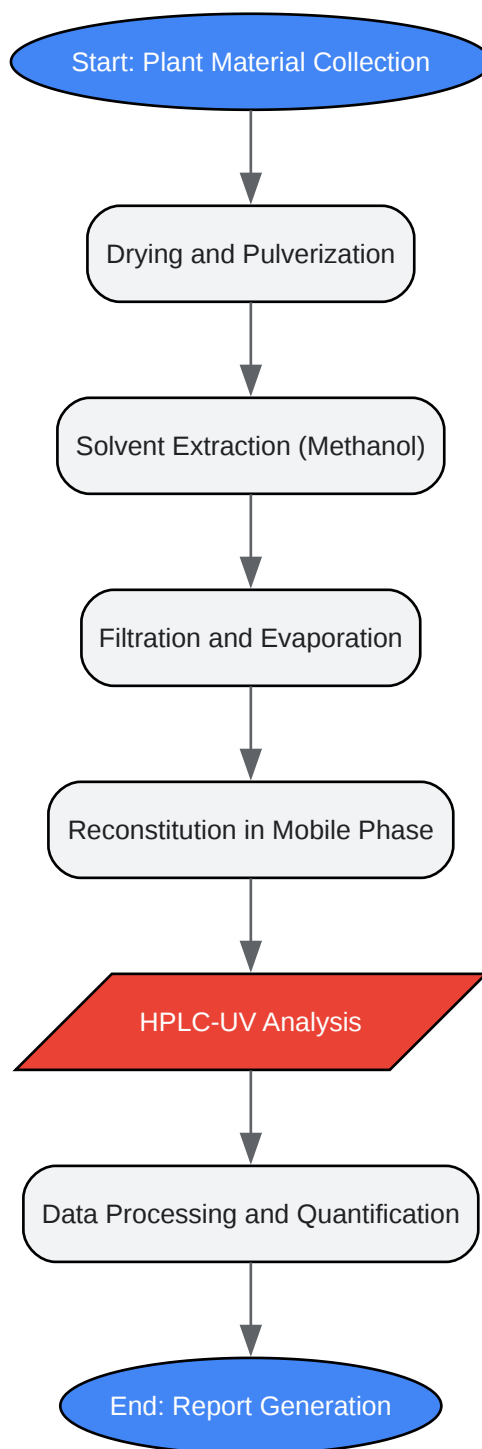 Start: Plant Material Collection
Drying and Pulverization
Solvent Extraction (Methanol)
Filtration and Evaporation
Reconstitution in Mobile Phase
HPLC-UV Analysis
Data Processing and Quantification
End: Report Generation